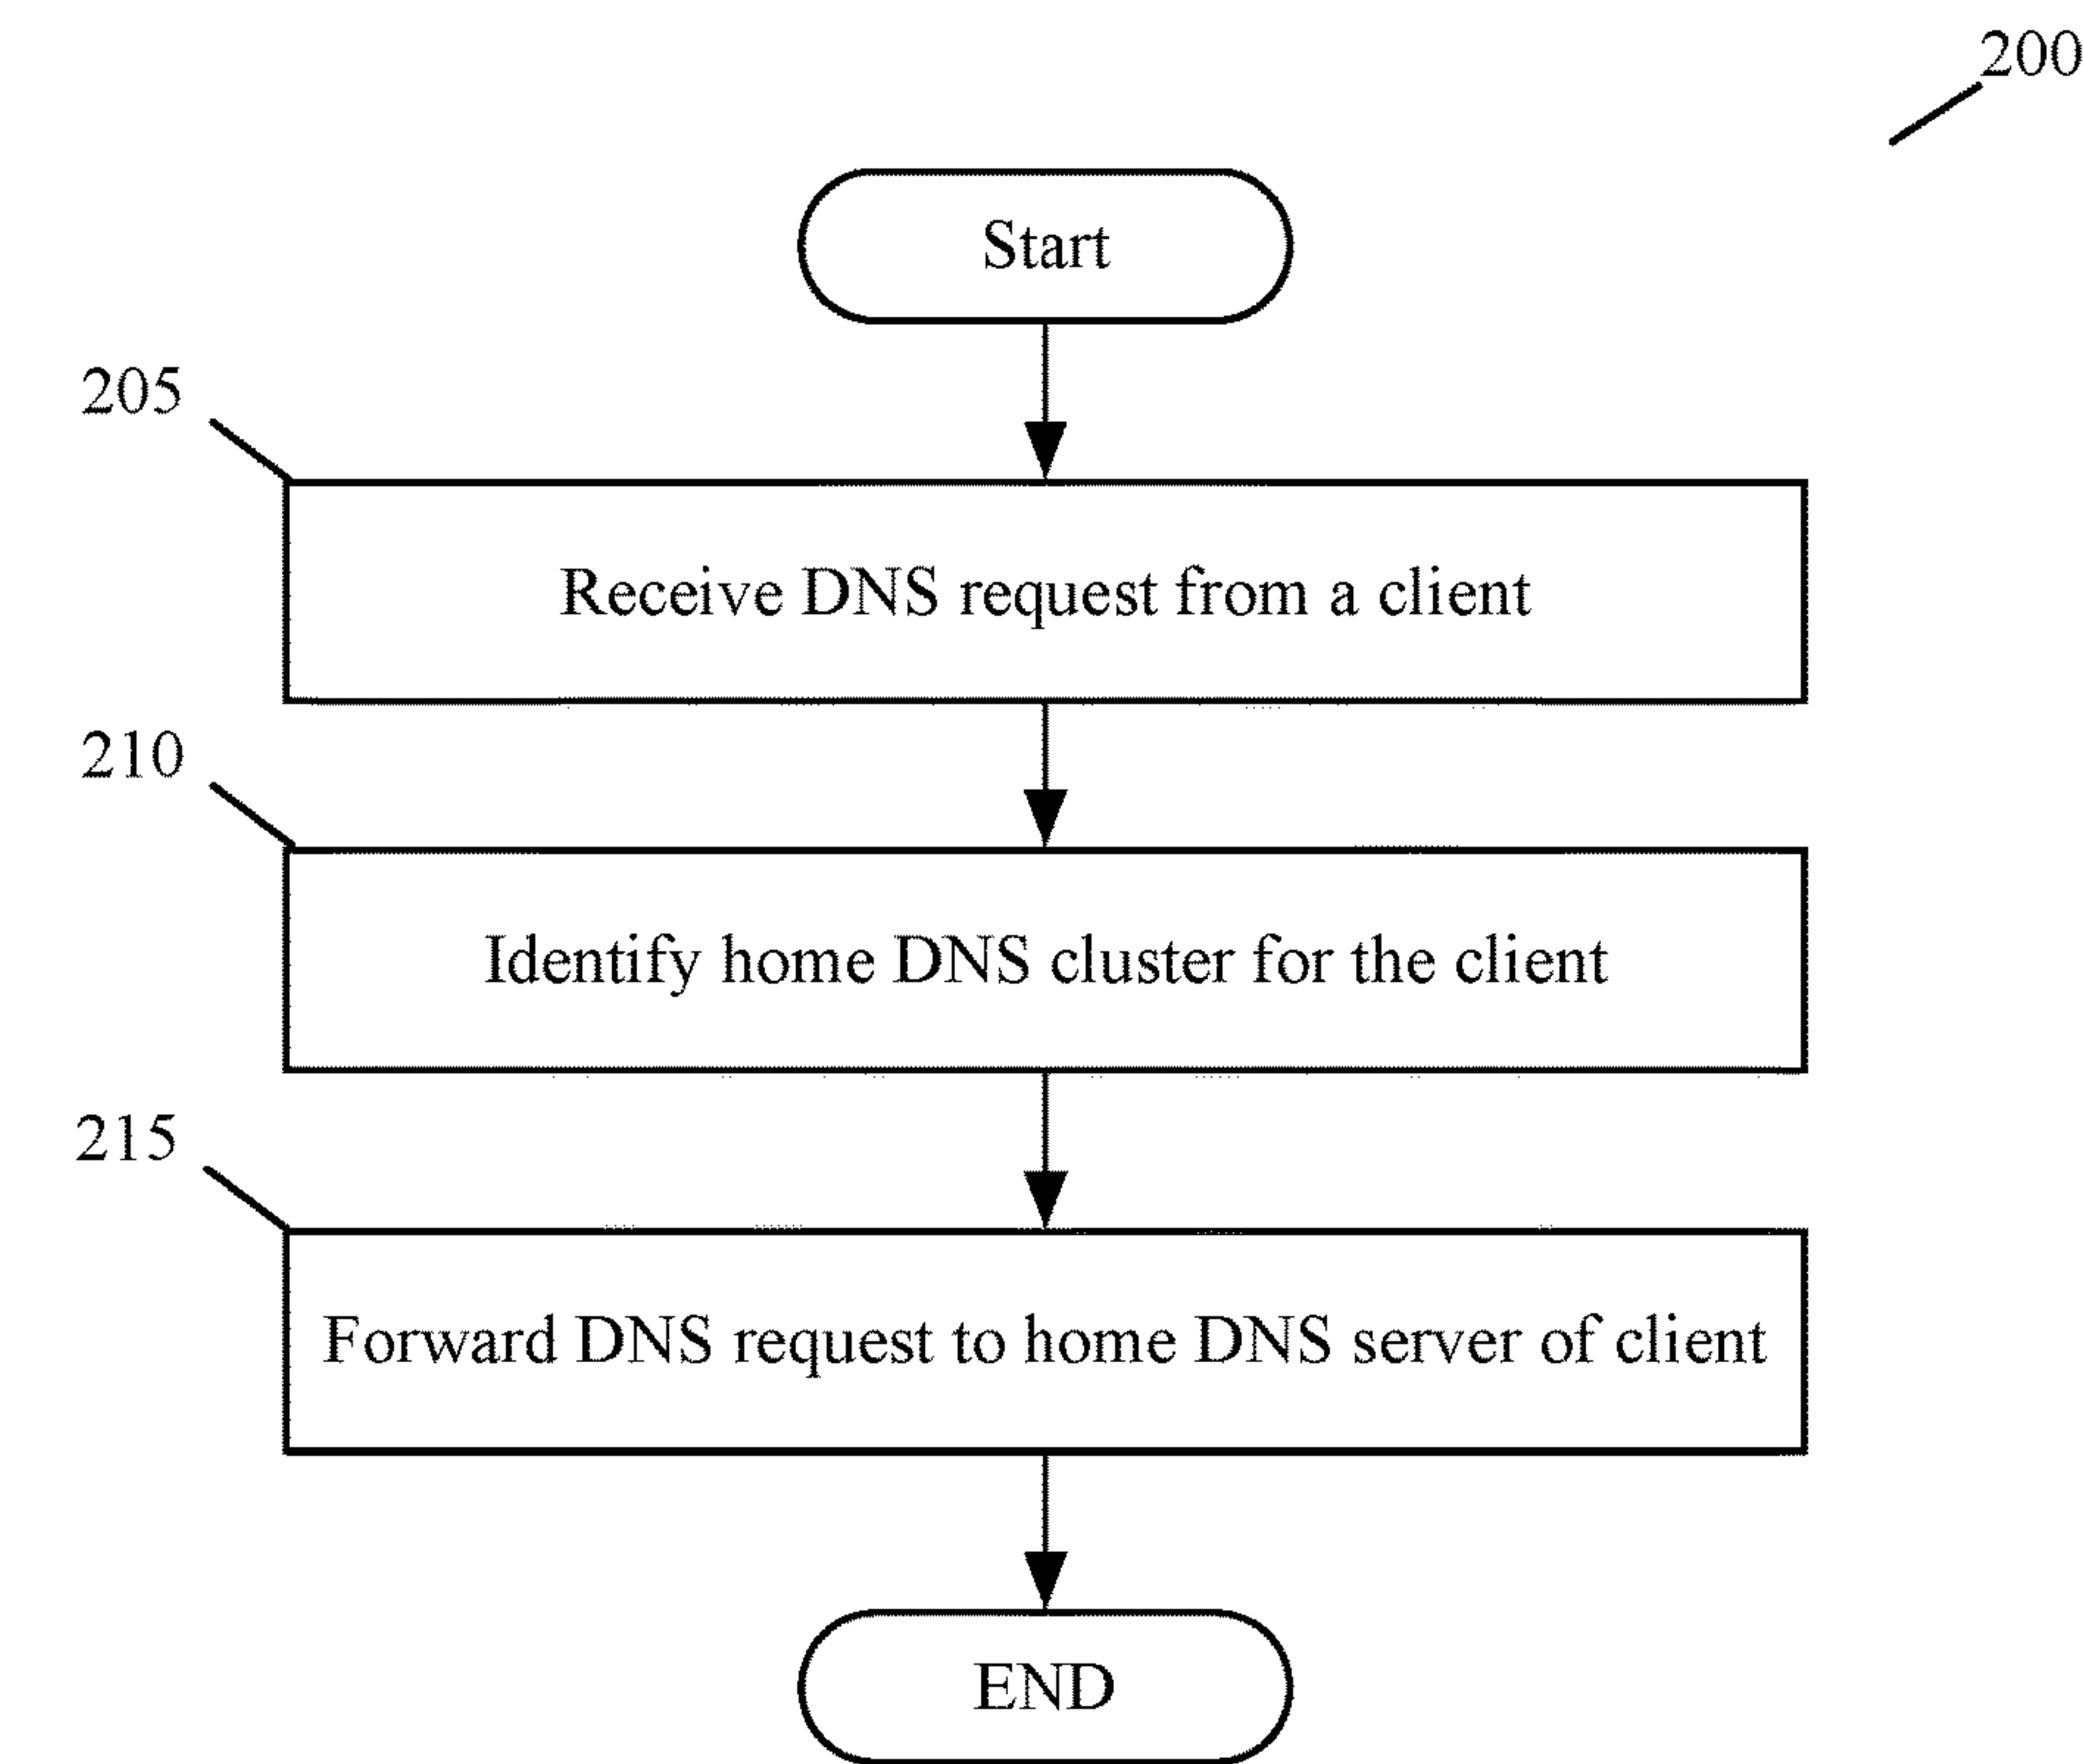 200
Start
205
Receive DNS request from a client
210
Identify home DNS cluster for the client
215
Forward DNS request to home DNS server of client
END